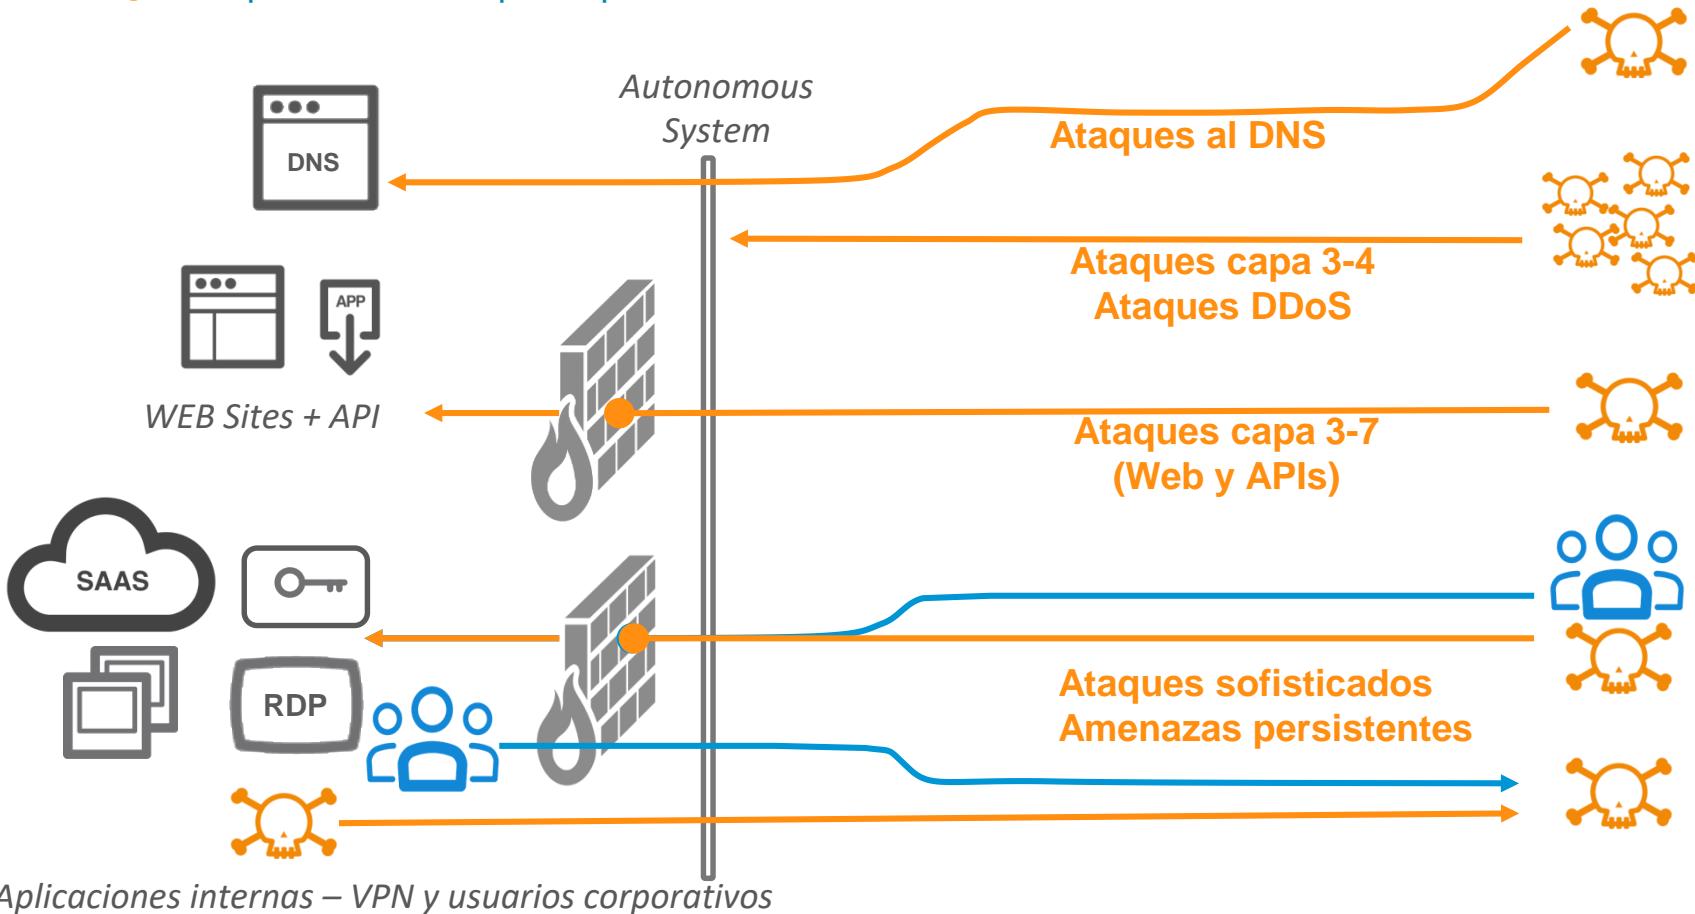 Autonomous
System
DNS
Ataques al DNS
Ataques capa 3-4
Ataques DDoS
APP
WEB Sites + API
Ataques capa 3-7
(Web y APIs)
SAAS
RDP
Ataques sofisticados
Amenazas persistentes
Aplicaciones internas – VPN y usuarios corporativos